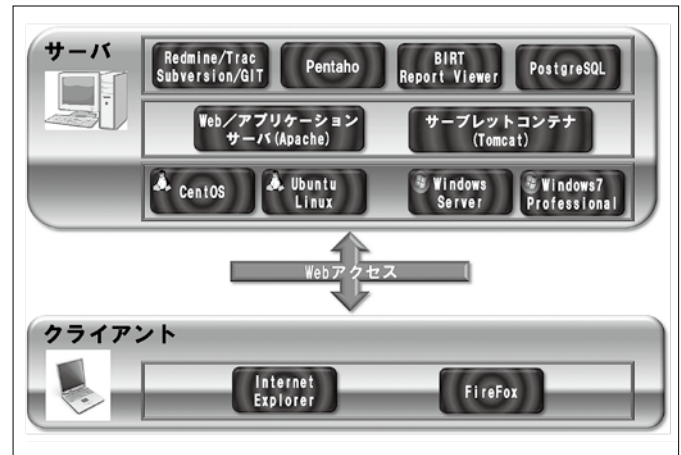 サーバ
Redmine/Trac
Subversion/GIT
Pentaho
BIRT
Report Viewer
PostgreSQL
Web／アプリケーション
サーバ(Apache)
サーブレットコンテナ
(Tomcat)
CentOS
Ubuntu
Linux
Windows
Server
Windows7
Professional
Webアクセス
クライアント
Internet
Explorer
FireFox